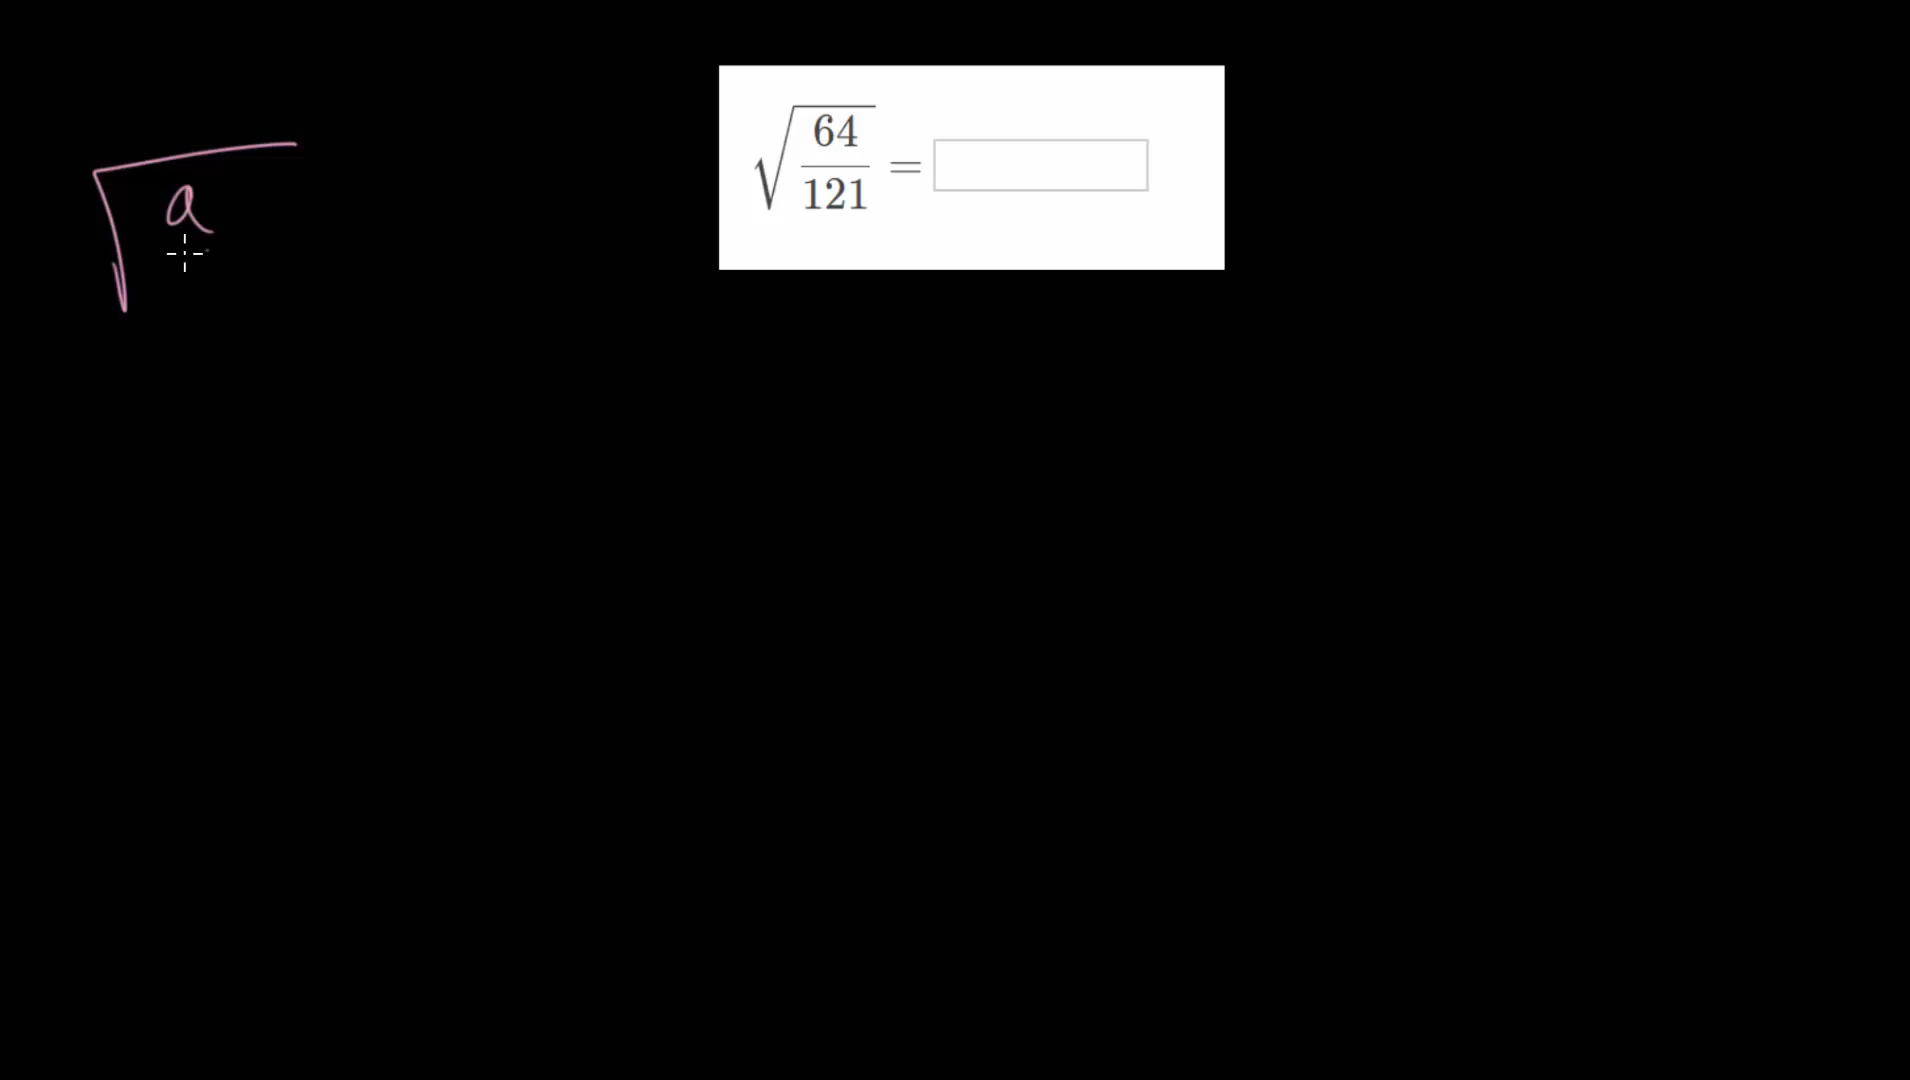 √a
√(64/121) =